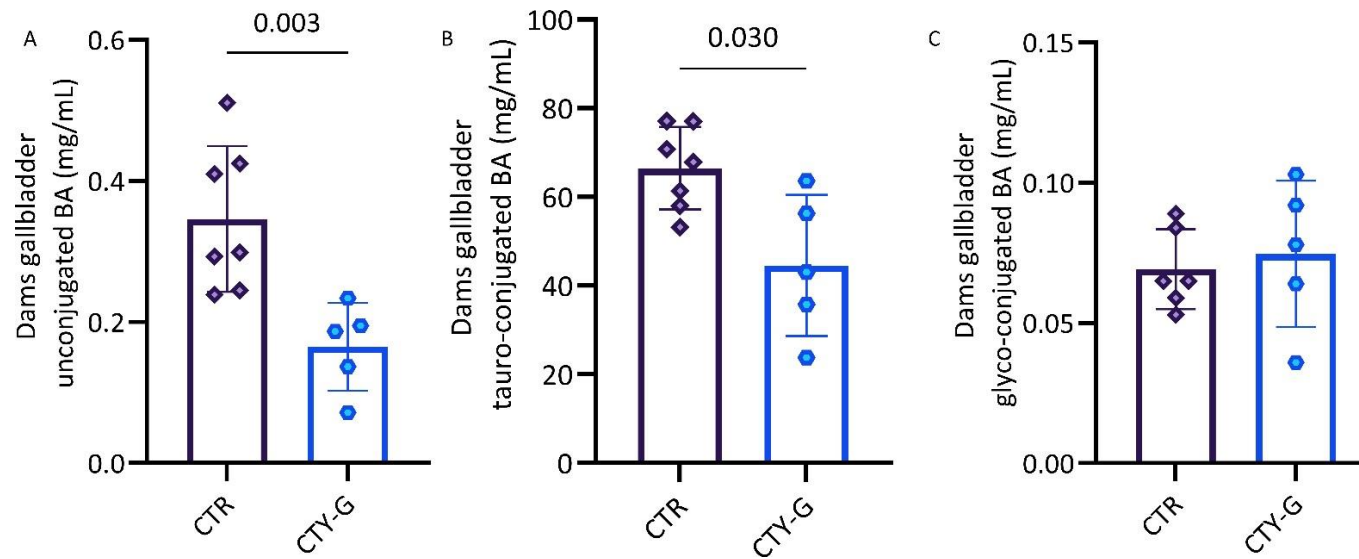 A
Dams gallbladder
unconjugated BA (mg/mL)
0.6
0.4
0.2
0.0
0.003
CTR
CTY-G
B
Dams gallbladder
tauro-conjugated BA (mg/mL)
100
80
60
40
20
0
0.030
CTR
CTY-G
C
Dams gallbladder
glyco-conjugated BA (mg/mL)
0.15
0.10
0.05
0.00
CTR
CTY-G